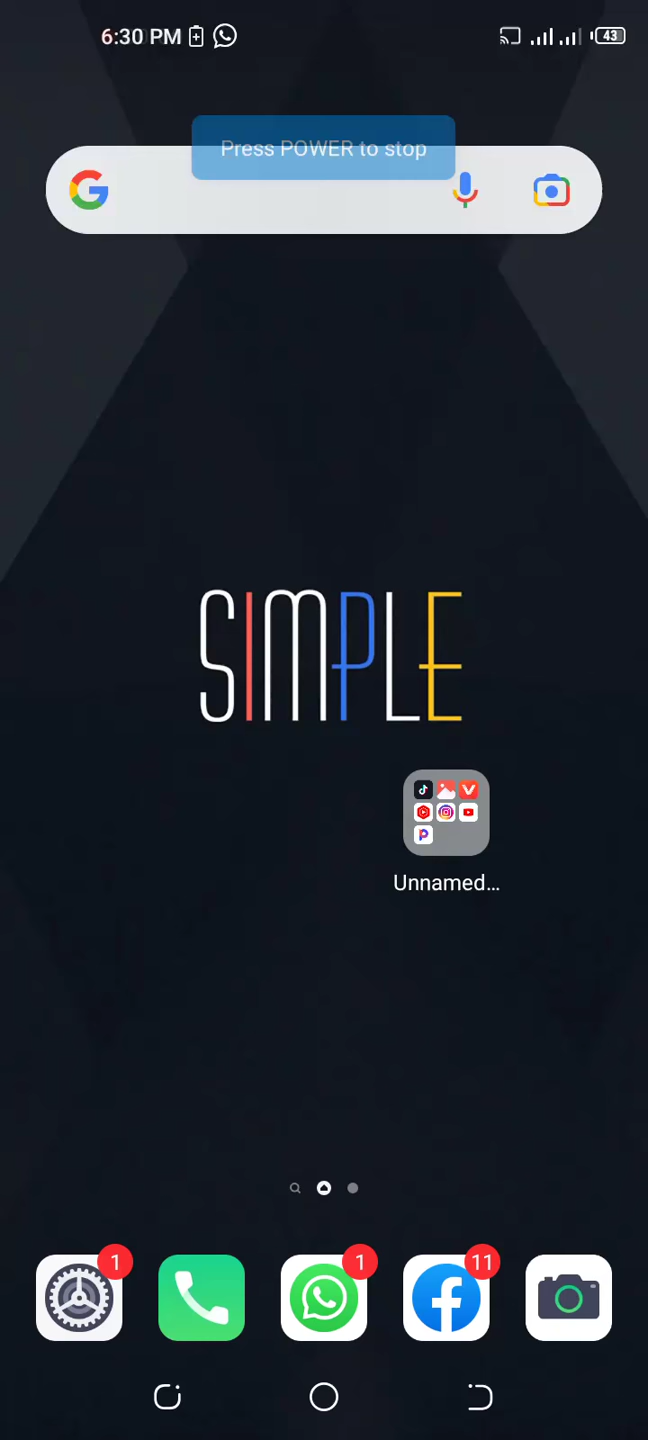 6:30 PM
43
Press POWER to stop
SIMPLE
Unnamed...
1
1
11